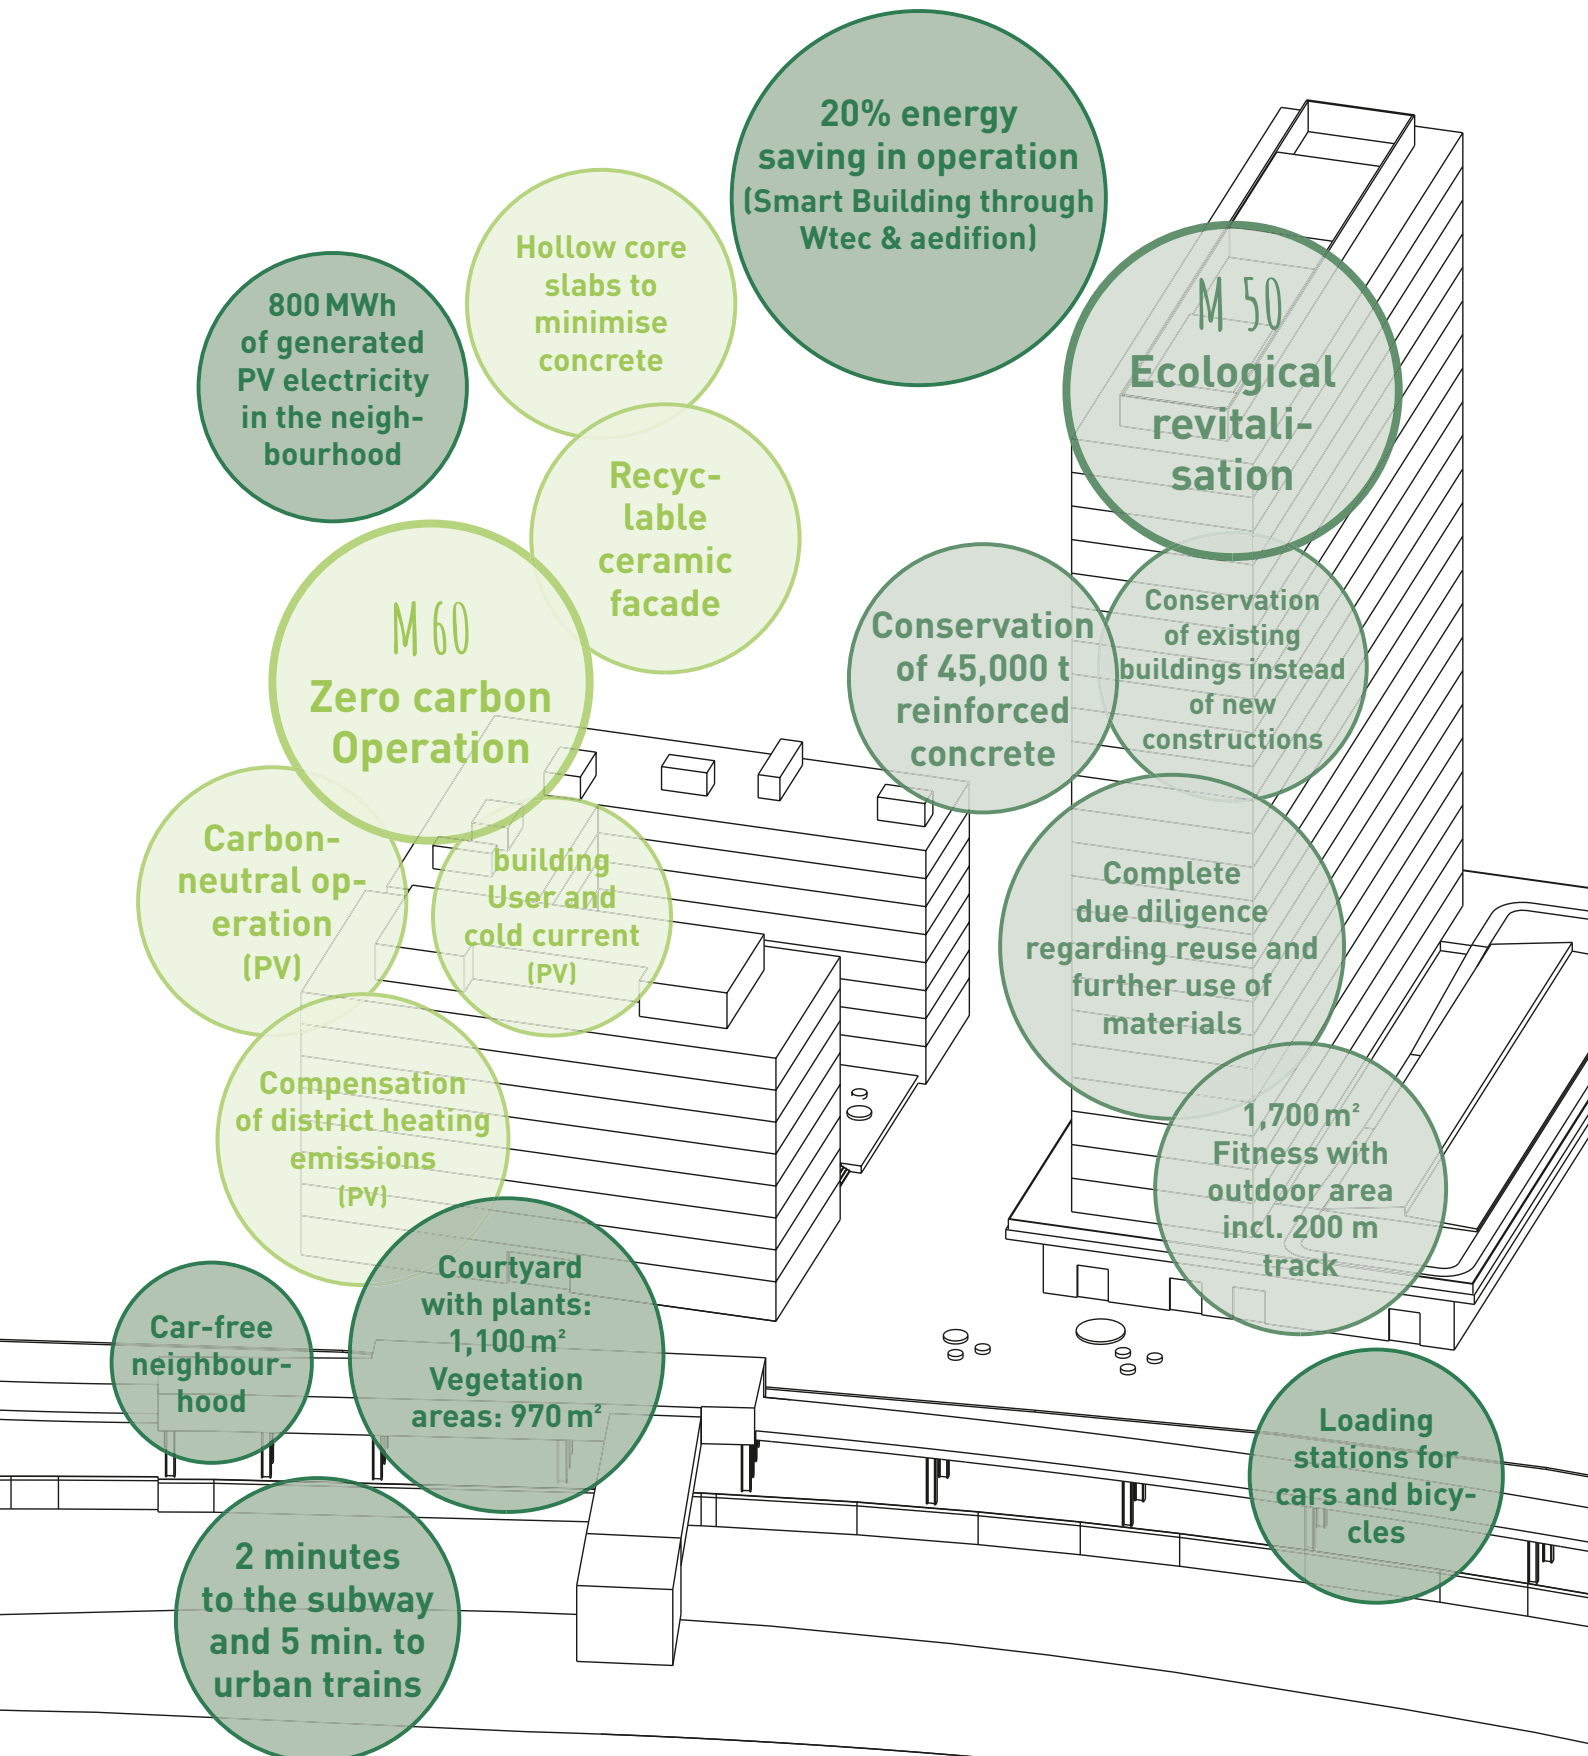 20% energy
saving in operation
(Smart Building through
Wtec & aedifion)
Hollow core
slabs to
minimise
concrete
800 MWh
of generated
PV electricity
in the neigh-
bourhood
M 50
Ecological
revitali-
sation
Recyc-
lable
ceramic
facade
M 60
Zero carbon
Operation
Conservation
of 45,000 t
reinforced
concrete
Conservation
of existing
buildings instead
of new
constructions
Carbon-
neutral op-
eration
(PV)
building
User and
cold current
(PV)
Complete
due diligence
regarding reuse and
further use of
materials
Compensation
of district heating
emissions
(PV)
1,700 m²
Fitness with
outdoor area
incl. 200 m
track
Courtyard
with plants:
1,100 m²
Vegetation
areas: 970 m²
Car-free
neighbour-
hood
Loading
stations for
cars and bicy-
cles
2 minutes
to the subway
and 5 min. to
urban trains